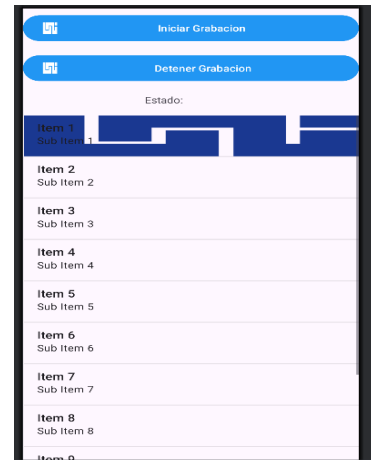 Iniciar Grabacion
Detener Grabacion
Estado:
Item 1
Sub Item 1
Item 2
Sub Item 2
Item 3
Sub Item 3
Item 4
Sub Item 4
Item 5
Sub Item 5
Item 6
Sub Item 6
Item 7
Sub Item 7
Item 8
Sub Item 8
Item 9